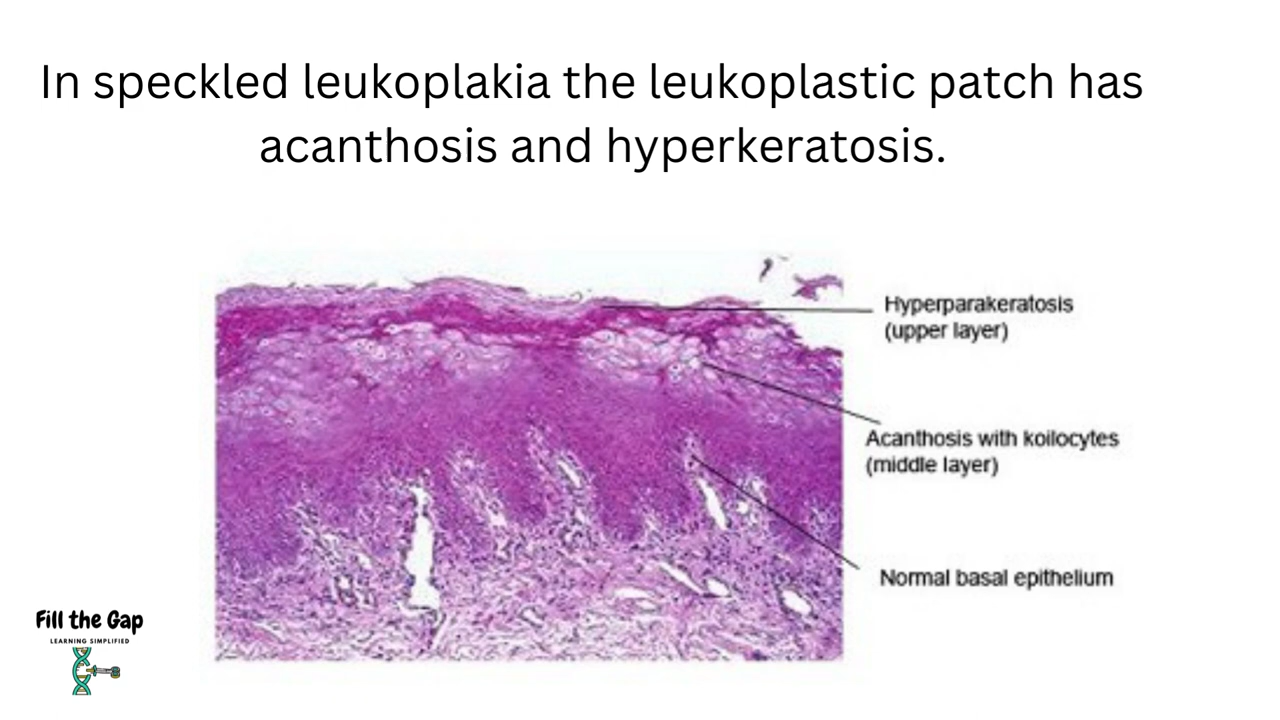 In speckled leukoplakia the leukoplastic patch has
acanthosis and hyperkeratosis.
Hyperparakeratosis
(upper layer)
Acanthosis with koilocytes
(middle layer)
Normal basal epithelium
Fill the Gap
LEARNING SIMPLIFIED